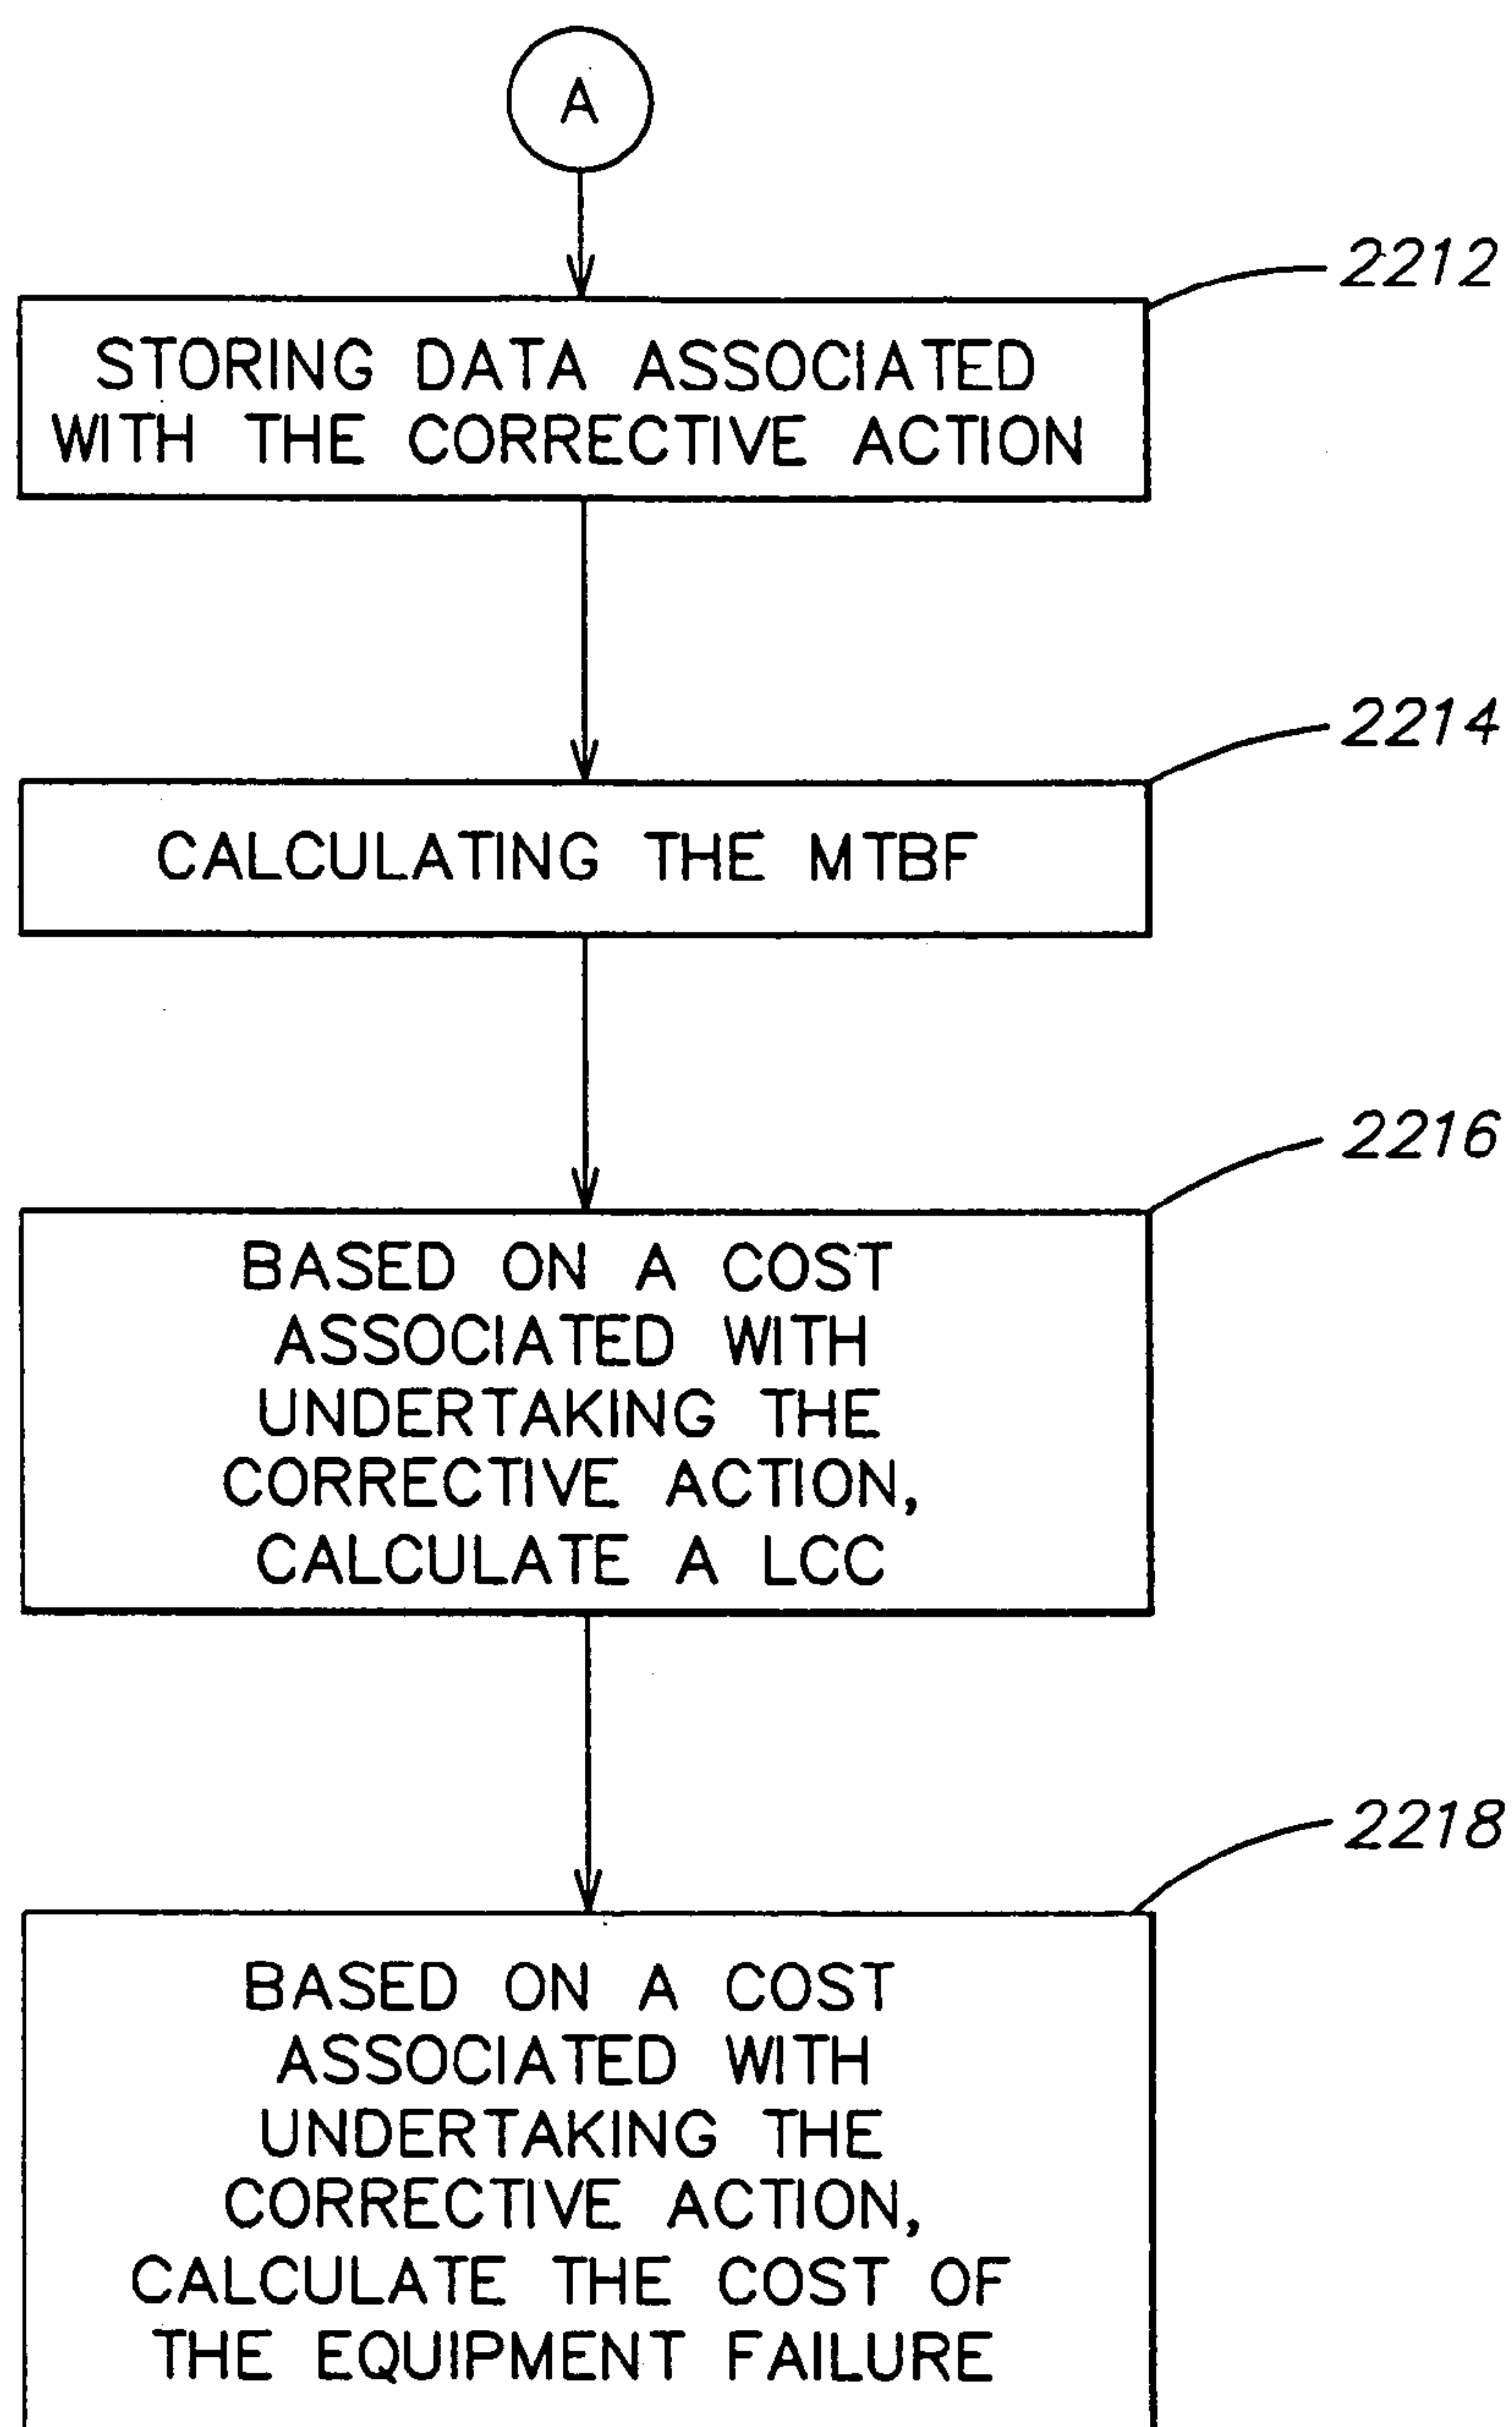 A
2212
STORING DATA ASSOCIATED
WITH THE CORRECTIVE ACTION
2214
CALCULATING THE MTBF
2216
BASED ON A COST
ASSOCIATED WITH
UNDERTAKING THE
CORRECTIVE ACTION,
CALCULATE A LCC
2218
BASED ON A COST
ASSOCIATED WITH
UNDERTAKING THE
CORRECTIVE ACTION,
CALCULATE THE COST OF
THE EQUIPMENT FAILURE